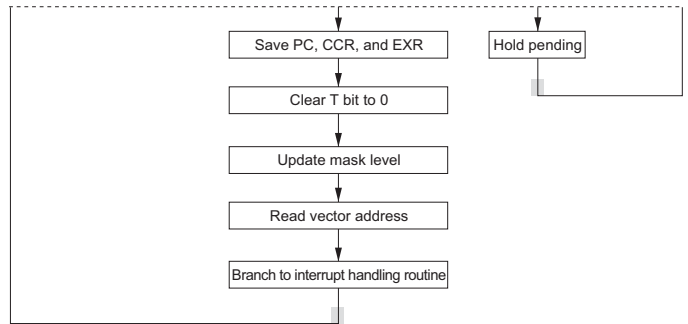 Save PC, CCR, and EXR
Hold pending
Clear T bit to 0
Update mask level
Read vector address
Branch to interrupt handling routine